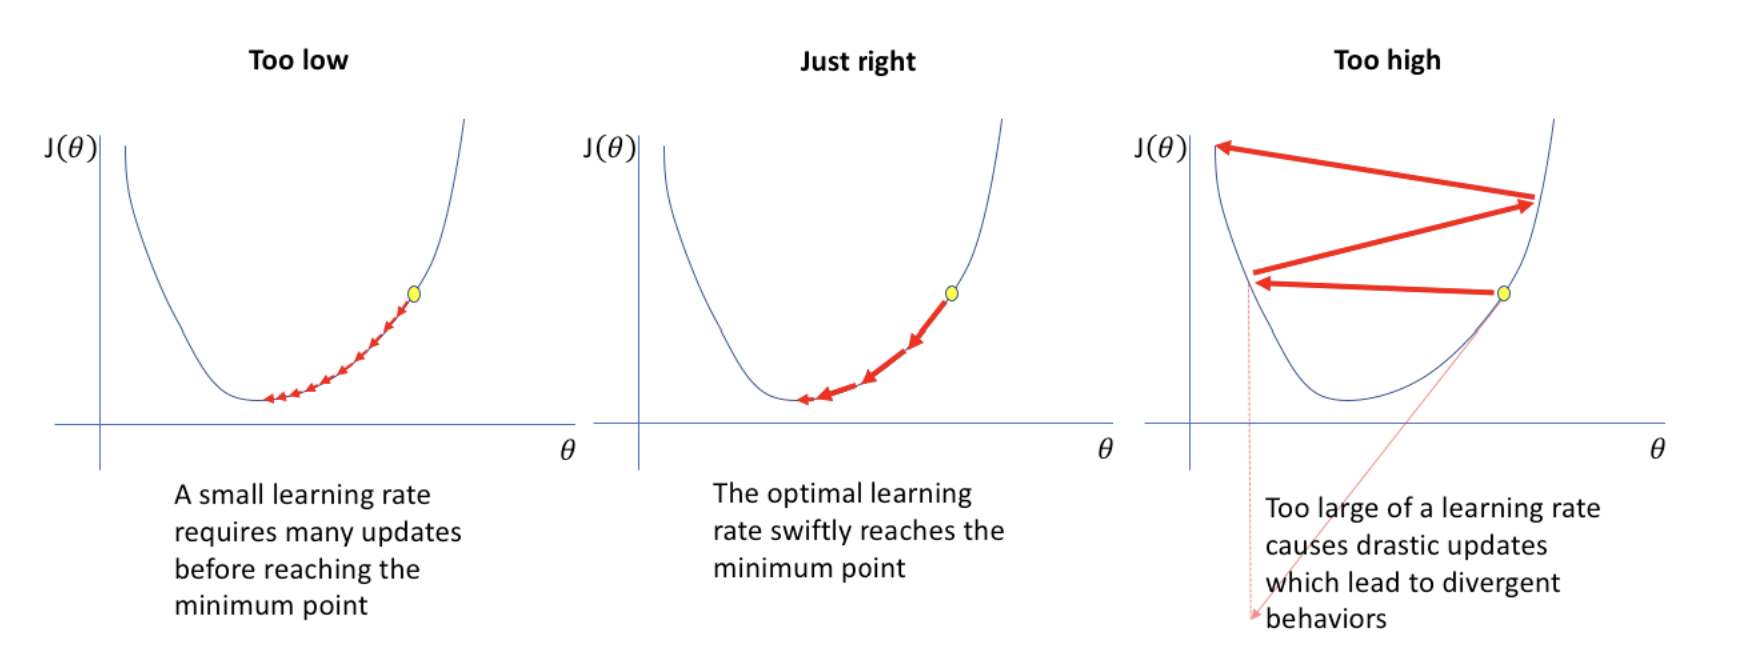 Too low
Just right
Too high
J(θ)
J(θ)
J(θ)
θ
θ
θ
A small learning rate
requires many updates
before reaching the
minimum point
The optimal learning
rate swiftly reaches the
minimum point
Too large of a learning rate
causes drastic updates
which lead to divergent
behaviors